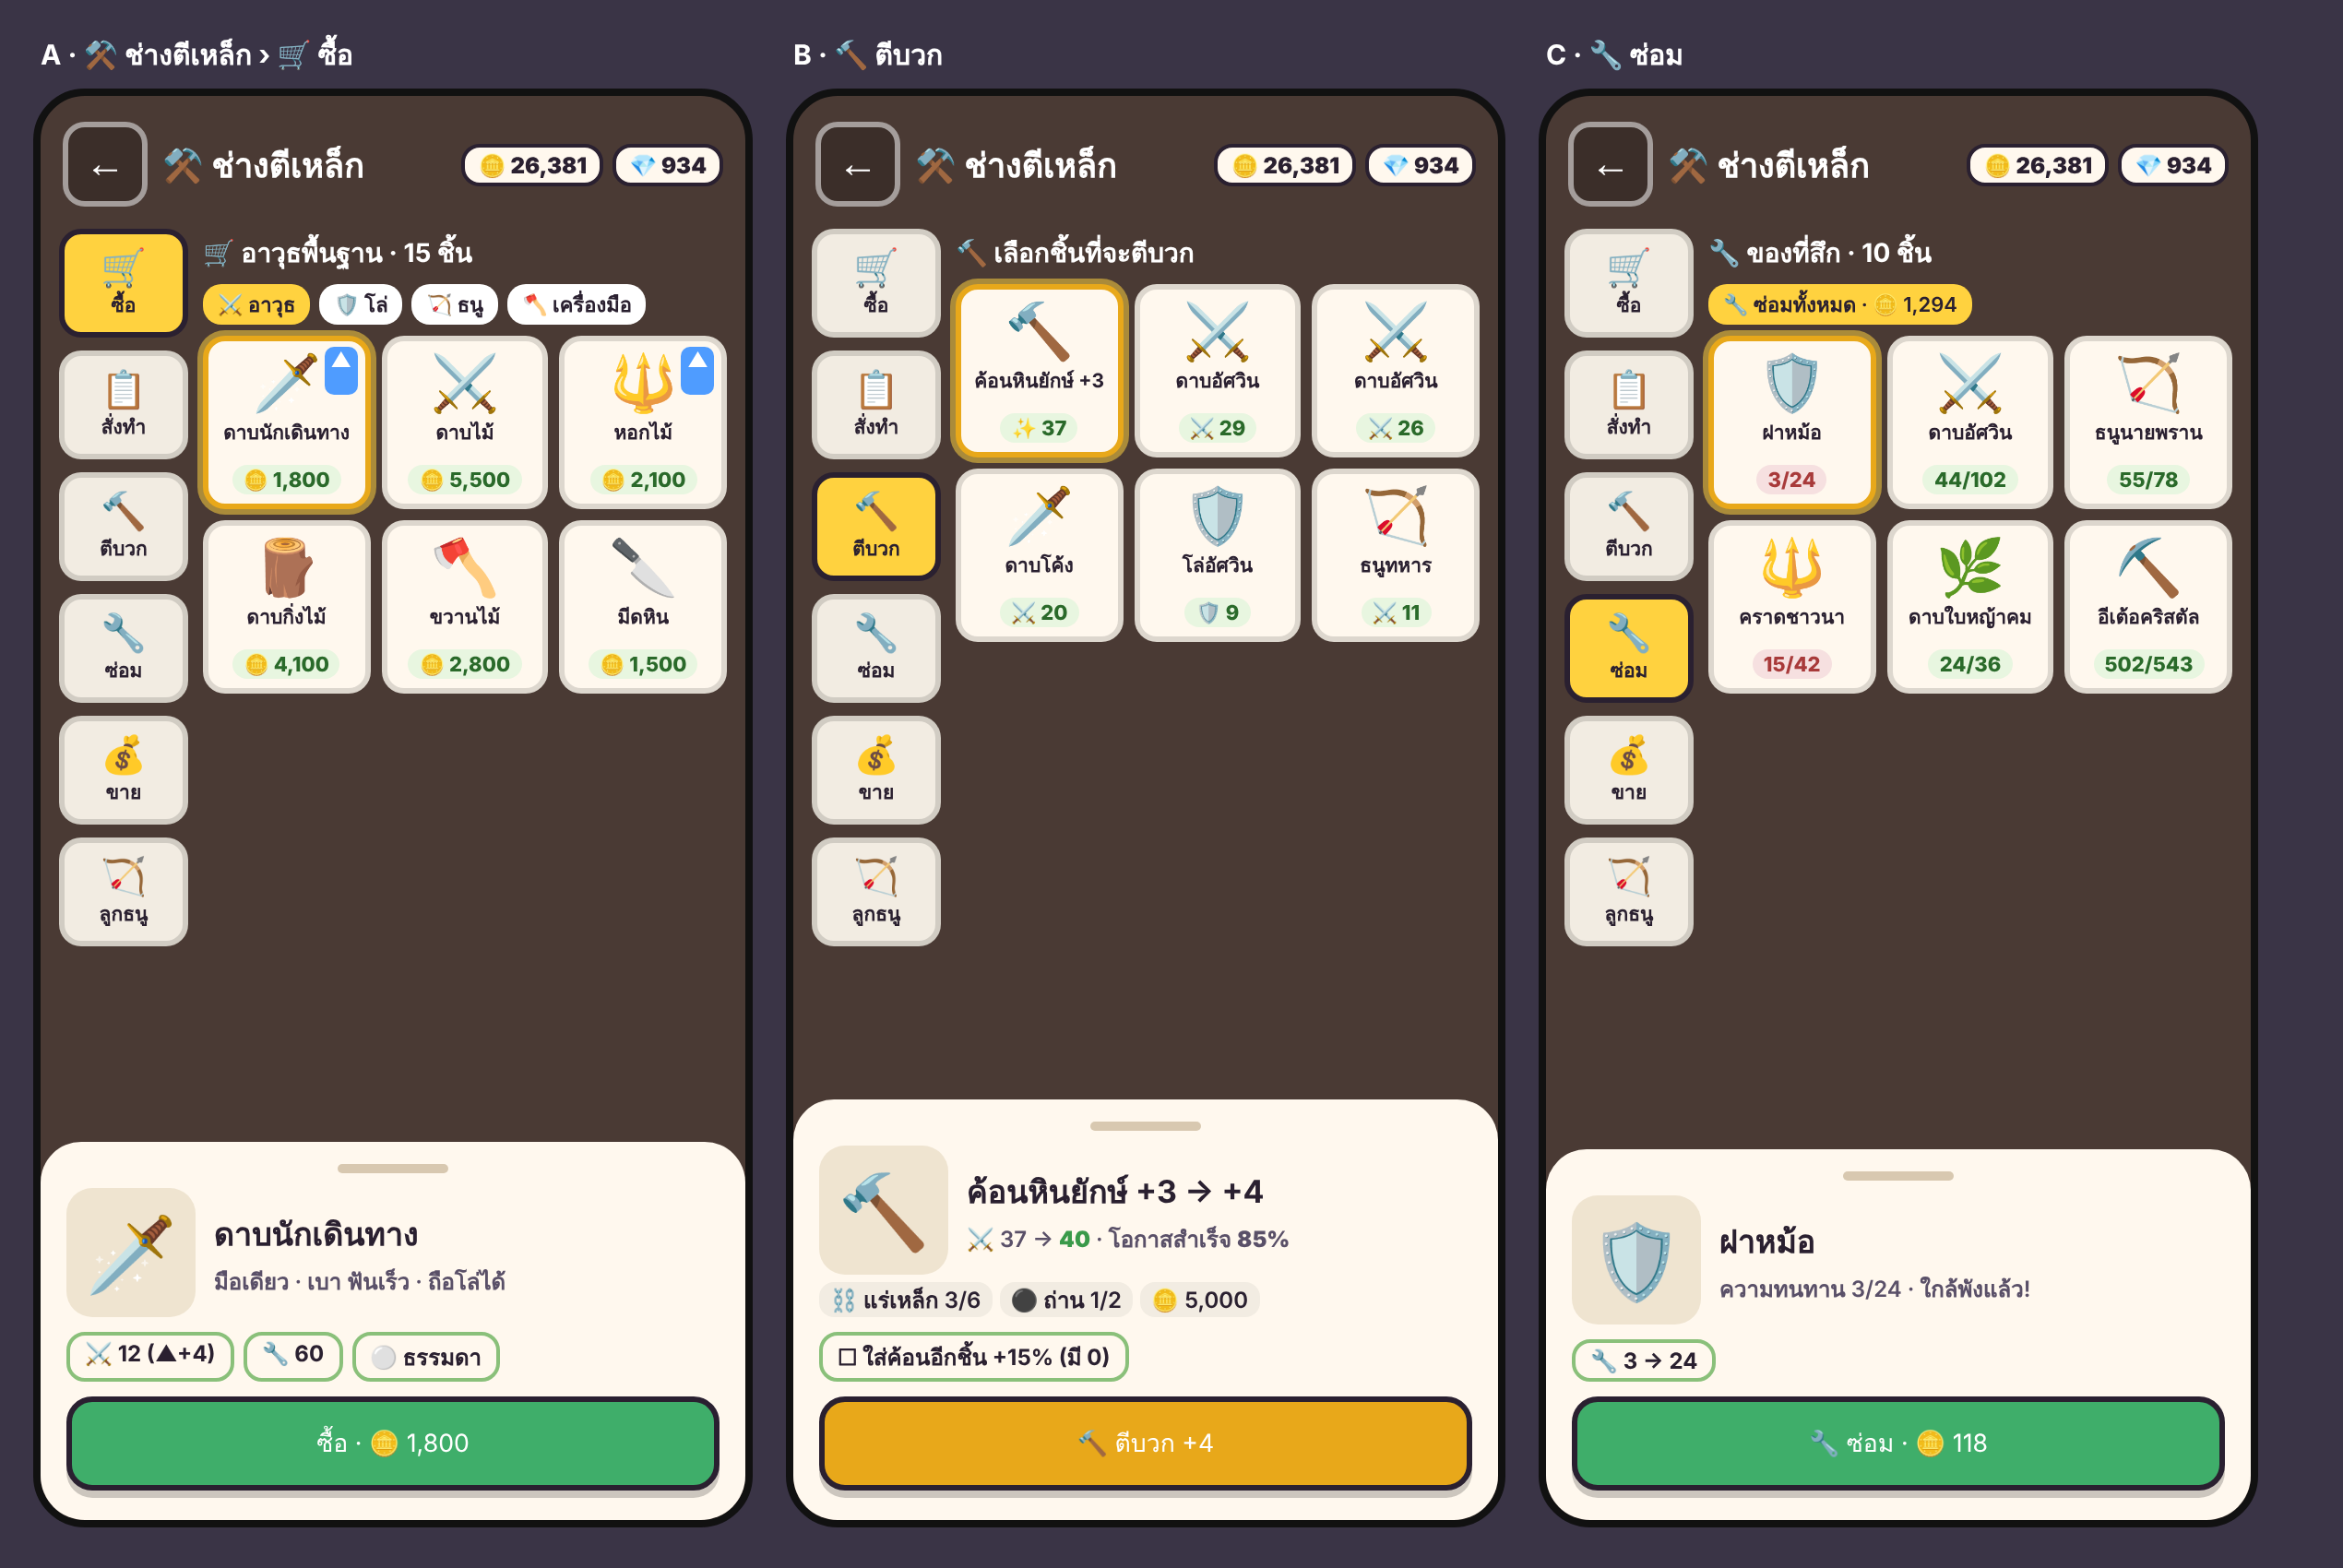 A · ⚒️ ช่างตีเหล็ก › 🛒 ซื้อ
←
⚒️ ช่างตีเหล็ก
🪙 26,381
💎 934
🛒 ซื้อ
📋 สั่งทำ
🔨 ตีบวก
🔧 ซ่อม
💰 ขาย
🏹 ลูกธนู
🛒 อาวุธพื้นฐาน · 15 ชิ้น
⚔️ อาวุธ
🛡️ โล่
🏹 ธนู
🪓 เครื่องมือ
ดาบนักเดินทาง
🪙 1,800
ดาบไม้
🪙 5,500
หอกไม้
🪙 2,100
ดาบกิ่งไม้
🪙 4,100
ขวานไม้
🪙 2,800
มีดหิน
🪙 1,500
ดาบนักเดินทาง
มือเดียว · เบา ฟันเร็ว · ถือโล่ได้
⚔️ 12 (▲+4)
🔧 60
⚪ ธรรมดา
ซื้อ · 🪙 1,800
B · 🔨 ตีบวก
←
⚒️ ช่างตีเหล็ก
🪙 26,381
💎 934
🛒 ซื้อ
📋 สั่งทำ
🔨 ตีบวก
🔧 ซ่อม
💰 ขาย
🏹 ลูกธนู
🔨 เลือกชิ้นที่จะตีบวก
ค้อนหินยักษ์ +3
✨ 37
ดาบอัศวิน
⚔️ 29
ดาบอัศวิน
⚔️ 26
ดาบโค้ง
⚔️ 20
โล่อัศวิน
🛡️ 9
ธนูทหาร
⚔️ 11
ค้อนหินยักษ์ +3 → +4
⚔️ 37 → 40 · โอกาสสำเร็จ 85%
⛓️ แร่เหล็ก 3/6
⚫ ถ่าน 1/2
🪙 5,000
☐ ใส่ค้อนอีกชิ้น +15% (มี 0)
🔨 ตีบวก +4
C · 🔧 ซ่อม
←
⚒️ ช่างตีเหล็ก
🪙 26,381
💎 934
🛒 ซื้อ
📋 สั่งทำ
🔨 ตีบวก
🔧 ซ่อม
💰 ขาย
🏹 ลูกธนู
🔧 ของที่สึก · 10 ชิ้น
🔧 ซ่อมทั้งหมด · 🪙 1,294
ฝาหม้อ
3/24
ดาบอัศวิน
44/102
ธนูนายพราน
55/78
คราดชาวนา
15/42
ดาบใบหญ้าคม
24/36
อีเต้อคริสตัล
502/543
ฝาหม้อ
ความทนทาน 3/24 · ใกล้พังแล้ว!
🔧 3 → 24
🔧 ซ่อม · 🪙 118